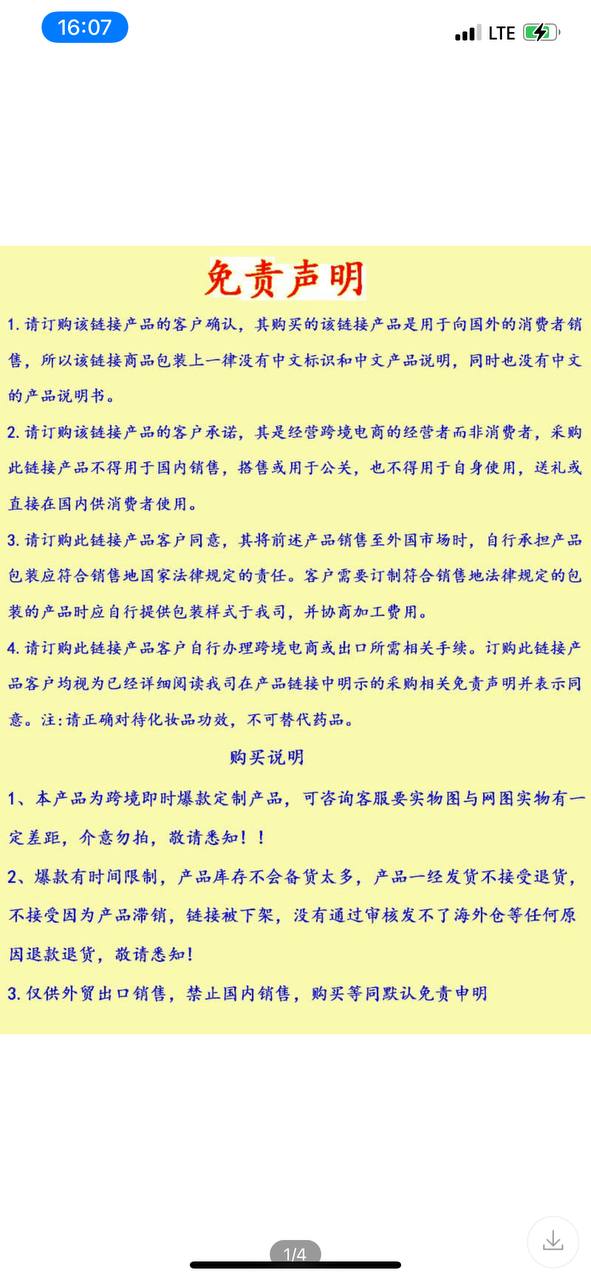 16:07
LTE
免责声明
1.请订购该链接产品的客户确认，其购买的该链接产品是用于向国外的消费者销
售，所以该链接商品包装上一律没有中文标识和中文产品说明，同时也没有中文
的产品说明书。
2.请订购该链接产品的客户承诺，其是经营跨境电商的经营者而非消费者，采购
此链接产品不得用于国内销售，搭售或用于公关，也不得用于自身使用，送礼或
直接在国内供消费者使用。
3.请订购此链接产品客户同意，其将前述产品销售至外国市场时，自行承担产品
包装应符合销售地国家法律规定的责任。客户需要订制符合销售地法律规定的包
装的产品时应自行提供包装样式于我司，并协商加工费用。
4.请订购此链接产品客户自行办理跨境电商或出口所需相关手续。订购此链接产
品客户均视为已经详细阅读我司在产品链接中明示的采购相关免责声明并表示同
意。注:请正确对待化妆品功效，不可替代药品。
购买说明
1、本产品为跨境即时爆款定制产品，可咨询客服要实物图与网图实物有一
定差距，介意勿拍，敬请悉知！！
2、爆款有时间限制，产品库存不会备货太多，产品一经发货不接受退货，
不接受因为产品滞销，链接被下架，没有通过审核发不了海外仓等任何原
因退款退货，敬请悉知!
3.仅供外贸出口销售，禁止国内销售，购买等同默认免责申明
1/4